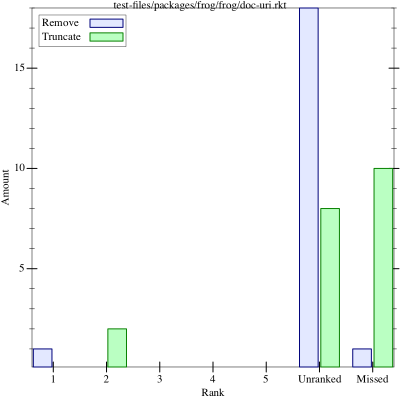 test-files/packages/frog/frog/doc-uri.rkt
Remove
Truncate
15
10
5
Amount
1 2 3 4 5 Unranked Missed
Rank